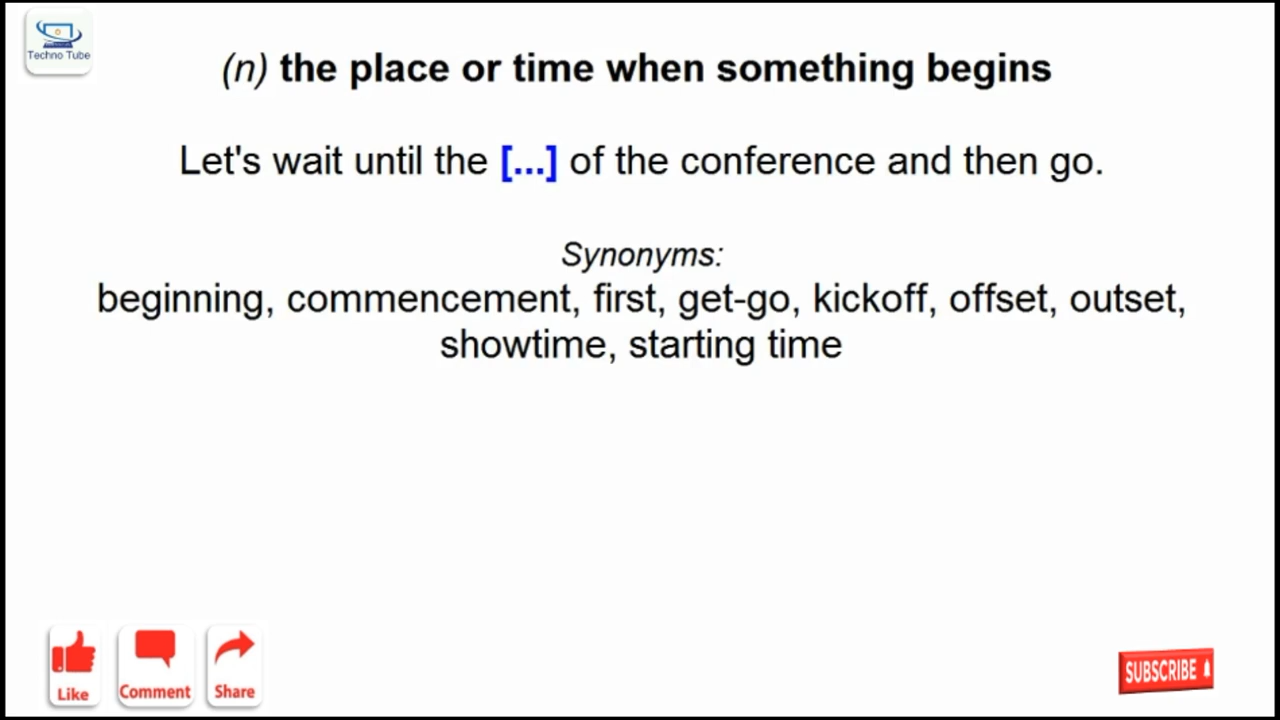 Techno Tube
(n) the place or time when something begins
Let's wait until the [...] of the conference and then go.
Synonyms:
beginning, commencement, first, get-go, kickoff, offset, outset,
showtime, starting time
Like
Comment
Share
SUBSCRIBE